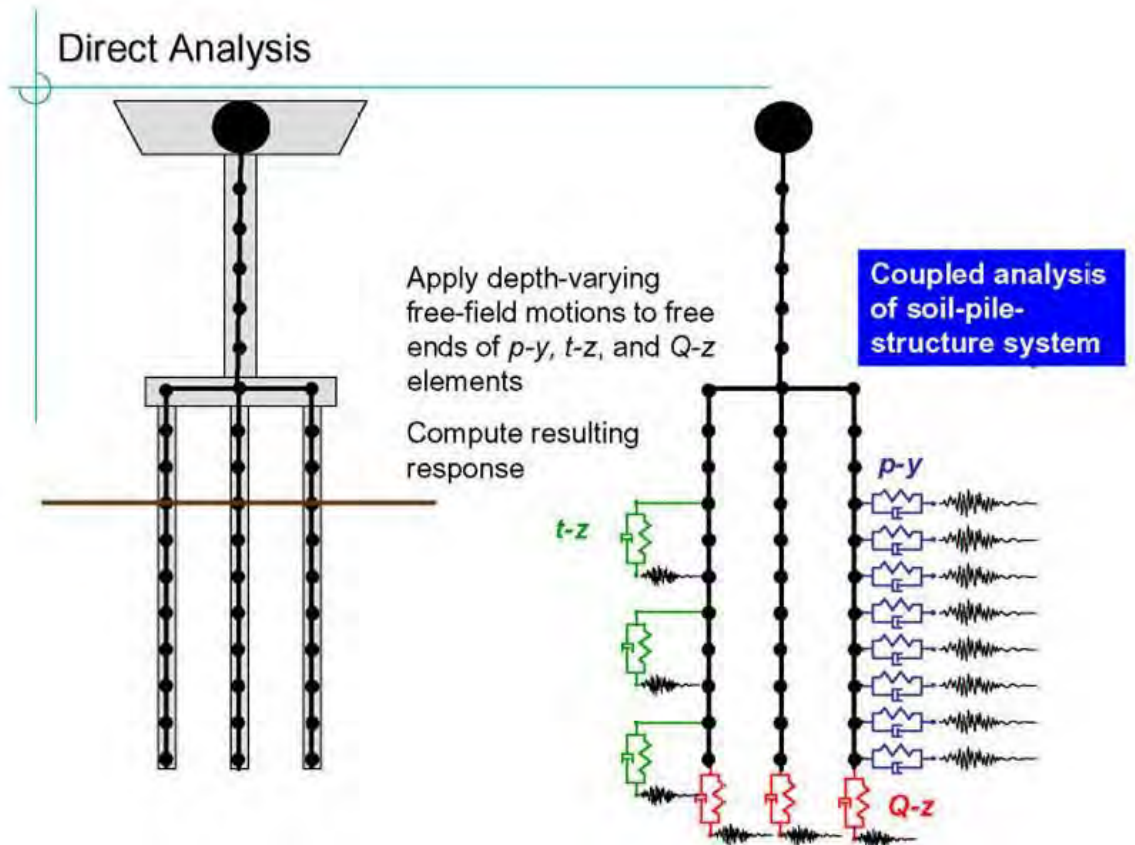 Direct Analysis
Apply depth-varying
free-field motions to free
ends of p-y, t-z, and Q-z
elements
Compute resulting
response
Coupled analysis
of soil-pile-
structure system
p-y
t-z
Q-z